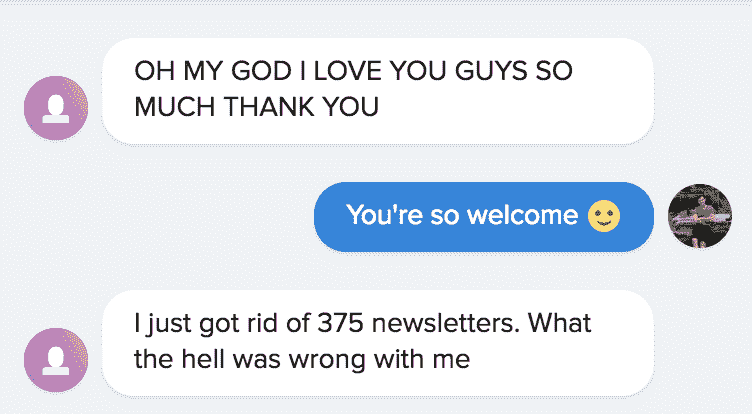 OH MY GOD I LOVE YOU GUYS SO
MUCH THANK YOU
You're so welcome 🙂
I just got rid of 375 newsletters. What
the hell was wrong with me